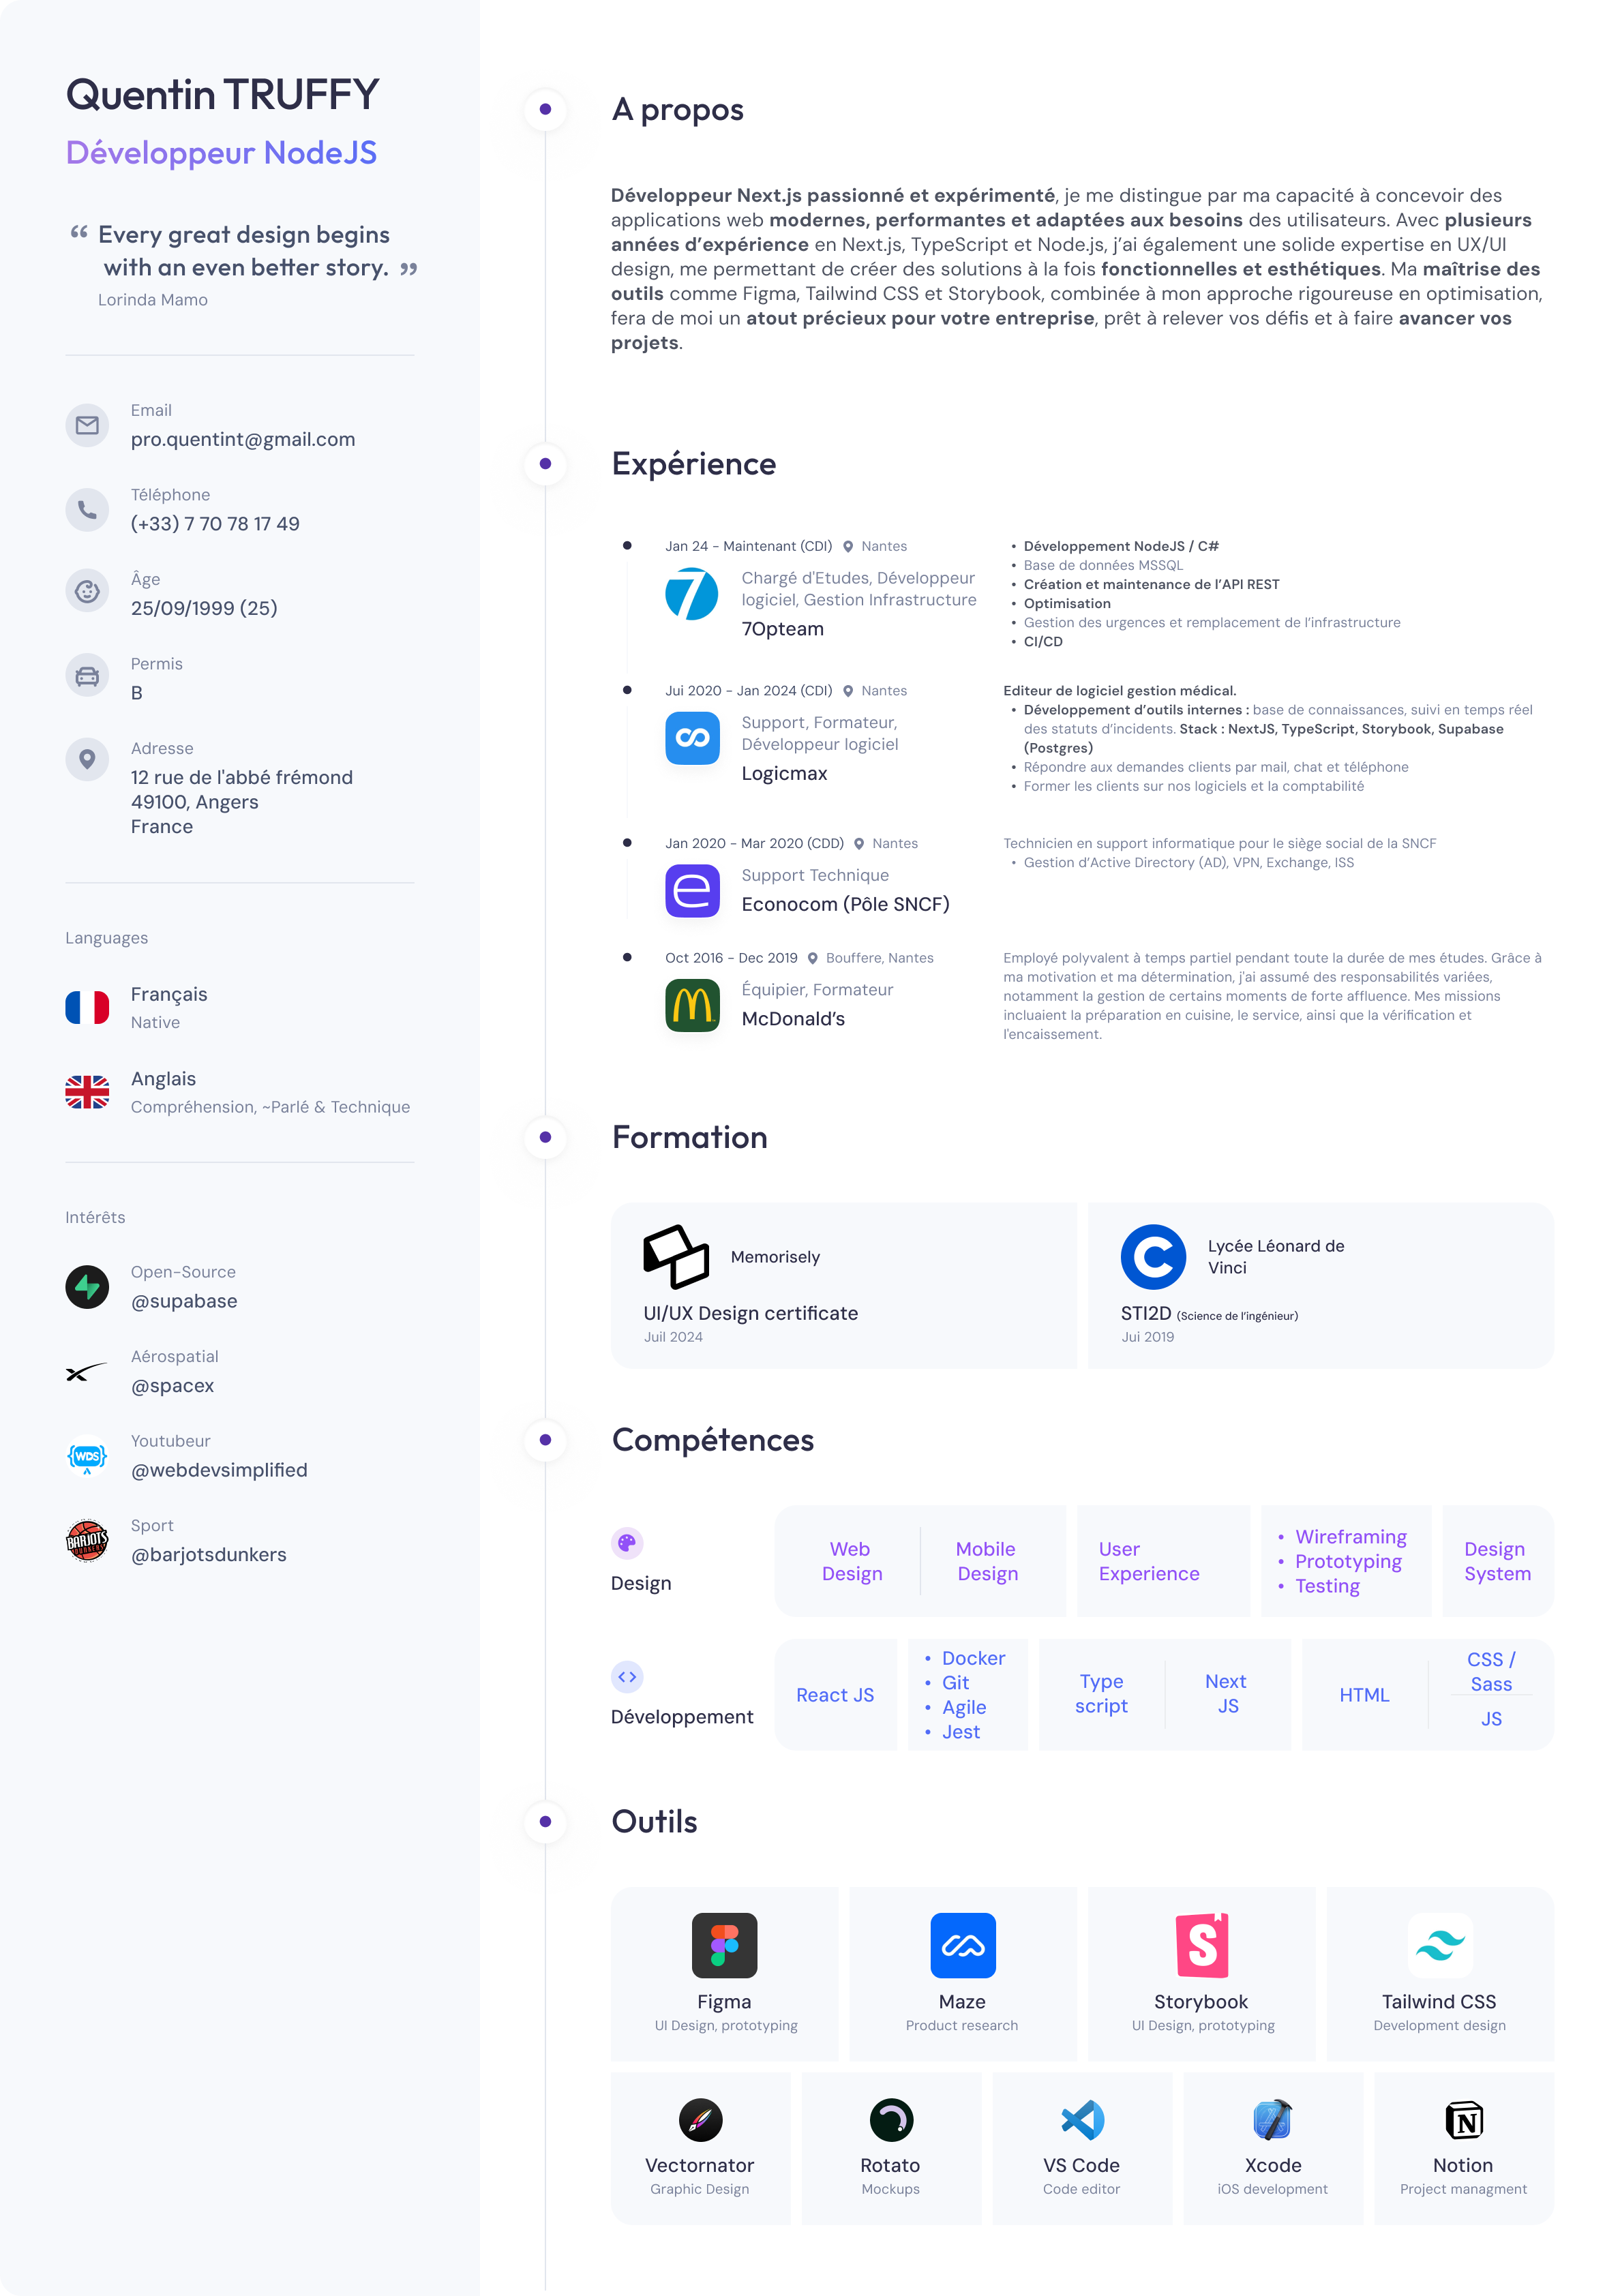 Quentin TRUFFY
Développeur NodeJS
“ Every great design begins
with an even better story. ”
Lorinda Mamo
Email
pro.quentint@gmail.com
Téléphone
(+33) 7 70 78 17 49
Âge
25/09/1999 (25)
Permis
B
Adresse
12 rue de l'abbé frémond
49100, Angers
France
Languages
Français
Native
Anglais
Compréhension, ~Parlé & Technique
Intérêts
Open-Source
@supabase
Aérospatial
@spacex
WDS
Youtubeur
@webdevsimplified
BARJOTS
DUNKERS
Sport
@barjotsdunkers
A propos
Développeur Next.js passionné et expérimenté, je me distingue par ma capacité à concevoir des
applications web modernes, performantes et adaptées aux besoins des utilisateurs. Avec plusieurs
années d’expérience en Next.js, TypeScript et Node.js, j’ai également une solide expertise en UX/UI
design, me permettant de créer des solutions à la fois fonctionnelles et esthétiques. Ma maîtrise des
outils comme Figma, Tailwind CSS et Storybook, combinée à mon approche rigoureuse en optimisation,
fera de moi un atout précieux pour votre entreprise, prêt à relever vos défis et à faire avancer vos
projets.
Expérience
Jan 24 - Maintenant (CDI) Nantes
7
Chargé d'Etudes, Développeur
logiciel, Gestion Infrastructure
7Opteam
• Développement NodeJS / C#
• Base de données MSSQL
• Création et maintenance de l’API REST
• Optimisation
• Gestion des urgences et remplacement de l’infrastructure
• CI/CD
Jui 2020 - Jan 2024 (CDI) Nantes
Support, Formateur,
Développeur logiciel
Logicmax
Editeur de logiciel gestion médical.
• Développement d’outils internes : base de connaissances, suivi en temps réel
des statuts d’incidents. Stack : NextJS, TypeScript, Storybook, Supabase
(Postgres)
• Répondre aux demandes clients par mail, chat et téléphone
• Former les clients sur nos logiciels et la comptabilité
Jan 2020 - Mar 2020 (CDD) Nantes
e
Support Technique
Econocom (Pôle SNCF)
Technicien en support informatique pour le siège social de la SNCF
• Gestion d’Active Directory (AD), VPN, Exchange, ISS
Oct 2016 - Dec 2019 Bouffere, Nantes
Équipier, Formateur
McDonald’s
Employé polyvalent à temps partiel pendant toute la durée de mes études. Grâce à
ma motivation et ma détermination, j'ai assumé des responsabilités variées,
notamment la gestion de certains moments de forte affluence. Mes missions
incluaient la préparation en cuisine, le service, ainsi que la vérification et
l'encaissement.
Formation
Memorisely
UI/UX Design certificate
Juil 2024
Lycée Léonard de
Vinci
STI2D (Science de l’ingénieur)
Jui 2019
Compétences
Design
Web
Design
Mobile
Design
User
Experience
• Wireframing
• Prototyping
• Testing
Design
System
Développement
React JS
• Docker
• Git
• Agile
• Jest
Type
script
Next
JS
HTML
CSS /
Sass
JS
Outils
Figma
UI Design, prototyping
Maze
Product research
Storybook
UI Design, prototyping
Tailwind CSS
Development design
Vectornator
Graphic Design
Rotato
Mockups
VS Code
Code editor
Xcode
iOS development
Notion
Project managment